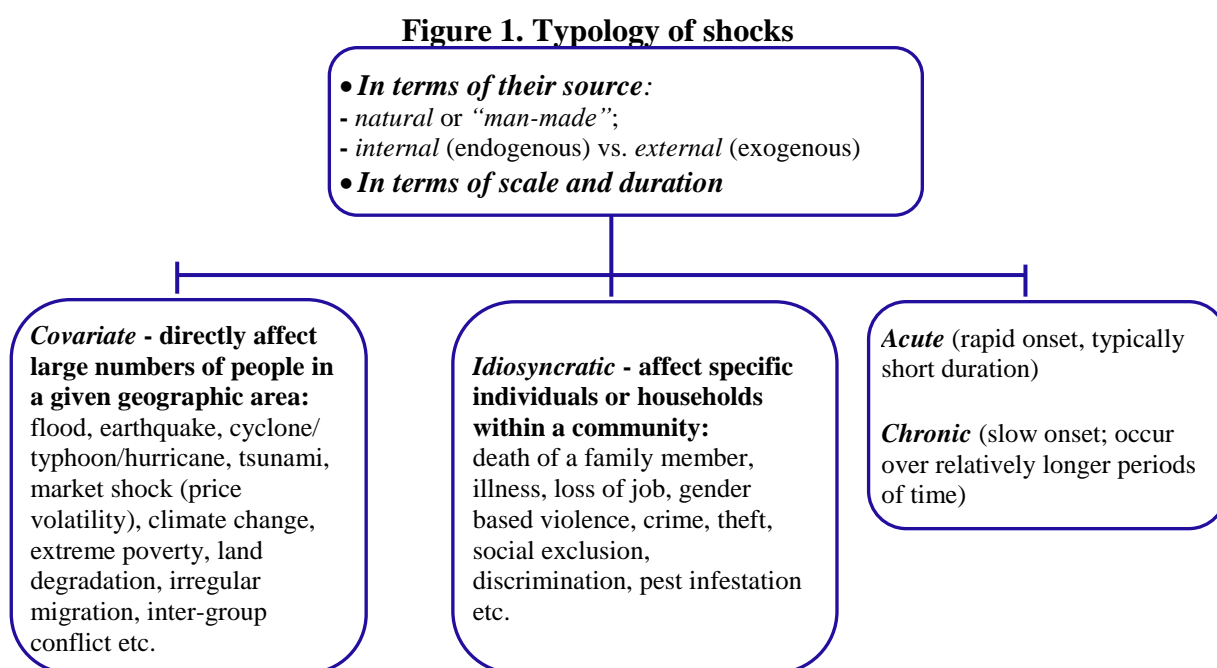 Figure 1. Typology of shocks
• In terms of their source:
- natural or “man-made”;
- internal (endogenous) vs. external (exogenous)
• In terms of scale and duration
Covariate - directly affect
large numbers of people in
a given geographic area:
flood, earthquake, cyclone/
typhoon/hurricane, tsunami,
market shock (price
volatility), climate change,
extreme poverty, land
degradation, irregular
migration, inter-group
conflict etc.
Idiosyncratic - affect specific
individuals or households
within a community:
death of a family member,
illness, loss of job, gender
based violence, crime, theft,
social exclusion,
discrimination, pest infestation
etc.
Acute (rapid onset, typically
short duration)
Chronic (slow onset; occur
over relatively longer periods
of time)